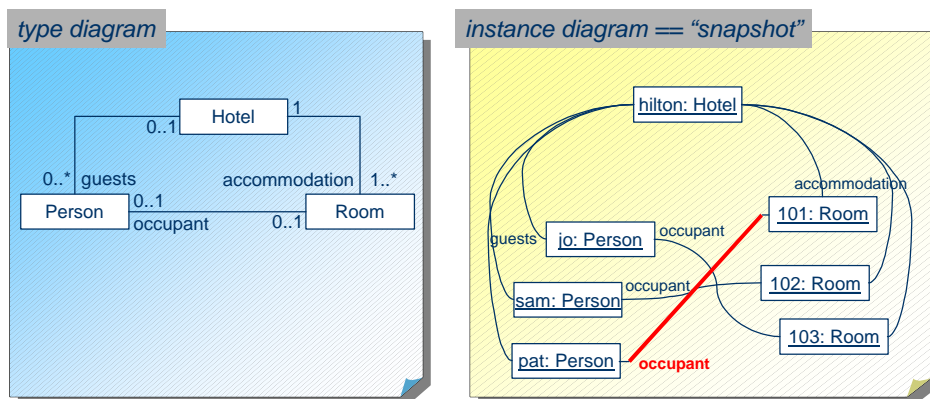 type diagram
Hotel
1
0..1
0..*
guests
accommodation
1..*
Person
0..1
occupant
0..1
Room
instance diagram == “snapshot”
hilton: Hotel
accommodation
101: Room
guests
jo: Person
occupant
102: Room
sam: Person
occupant
103: Room
pat: Person
occupant